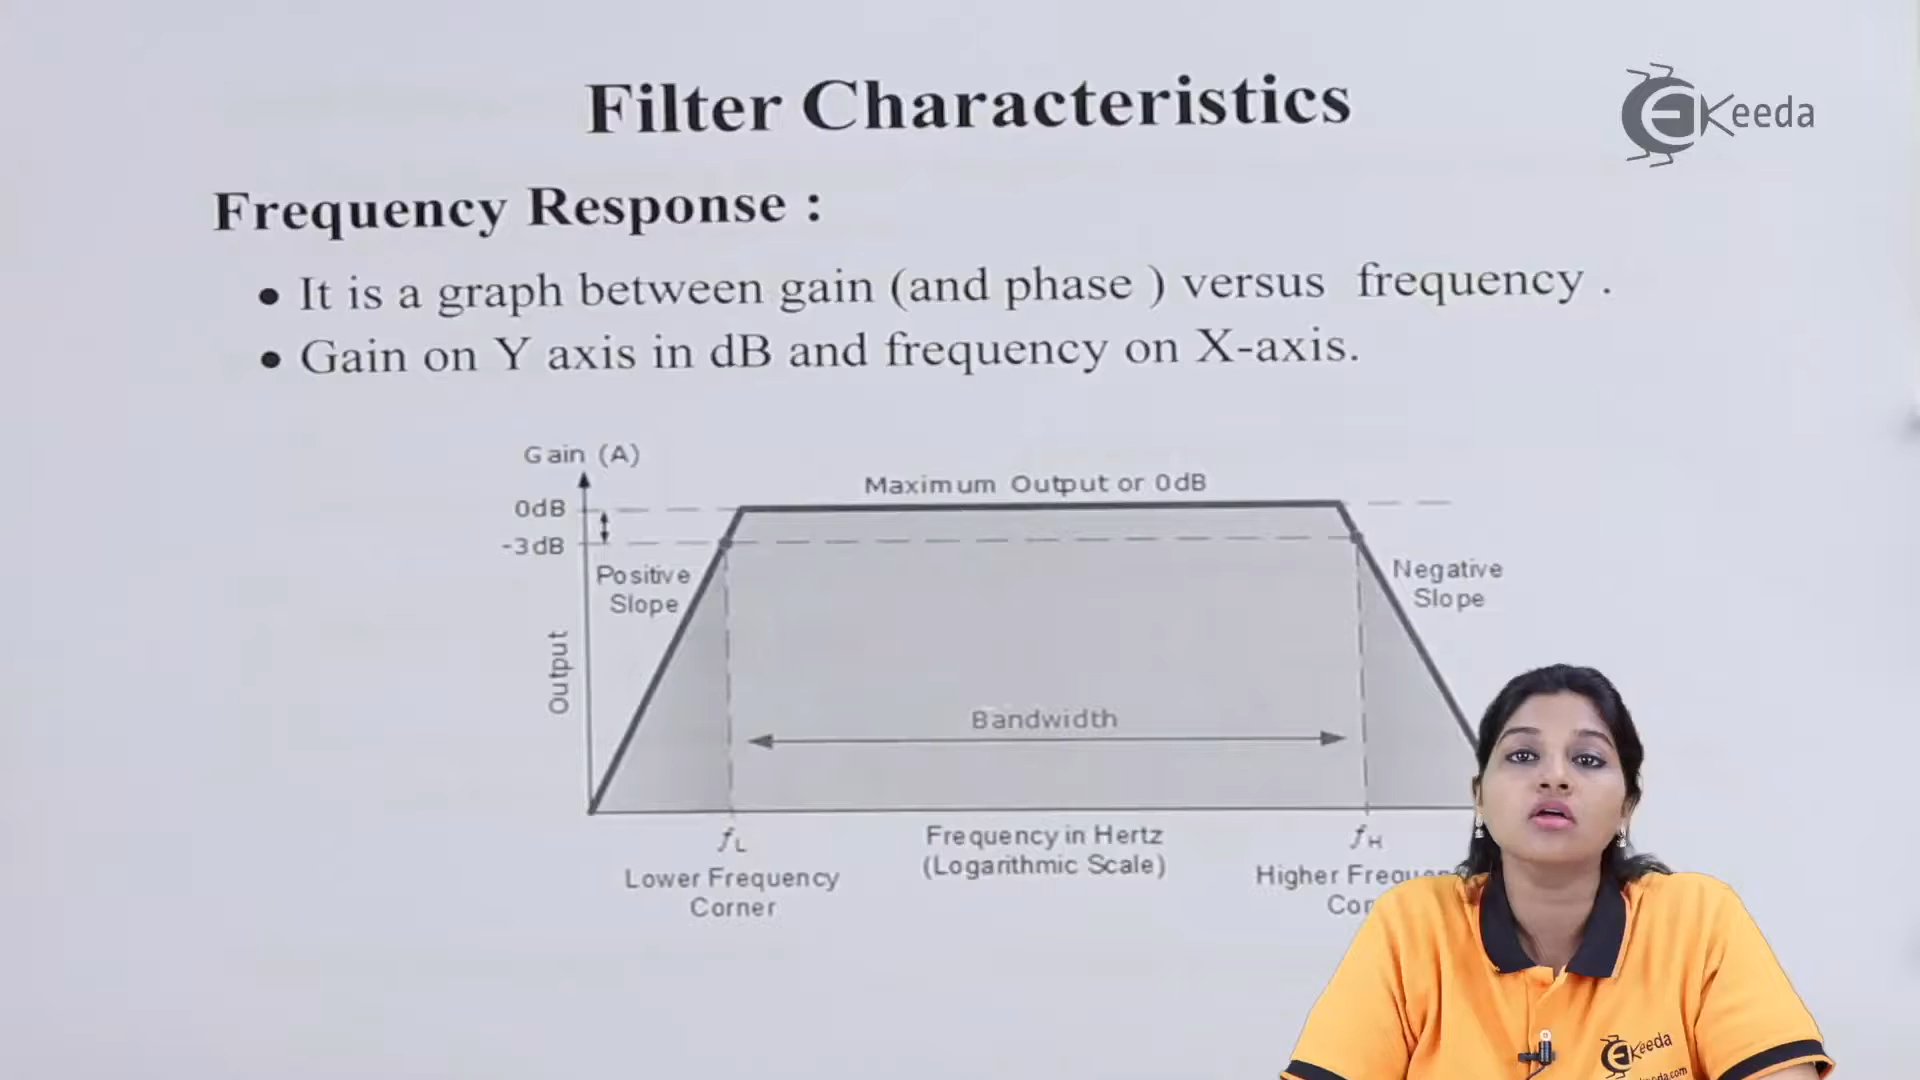 Filter Characteristics
Keeda
Frequency Response :
• It is a graph between gain (and phase ) versus frequency .
• Gain on Y axis in dB and frequency on X-axis.
Gain (A)
Maximum Output or 0dB
0dB
-3dB
Positive
Slope
Negative
Slope
Output
Bandwidth
fL
Frequency in Hertz
(Logarithmic Scale)
fH
Lower Frequency
Corner
Higher
Keeda